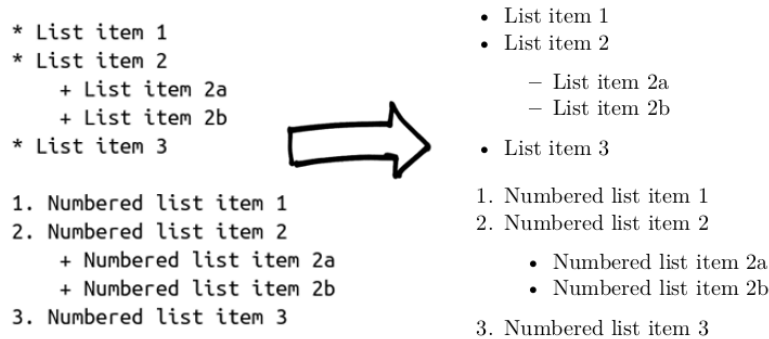 * List item 1
* List item 2
    + List item 2a
    + List item 2b
* List item 3
1. Numbered list item 1
2. Numbered list item 2
    + Numbered list item 2a
    + Numbered list item 2b
3. Numbered list item 3
• List item 1
• List item 2
    – List item 2a
    – List item 2b
• List item 3
1. Numbered list item 1
2. Numbered list item 2
    • Numbered list item 2a
    • Numbered list item 2b
3. Numbered list item 3